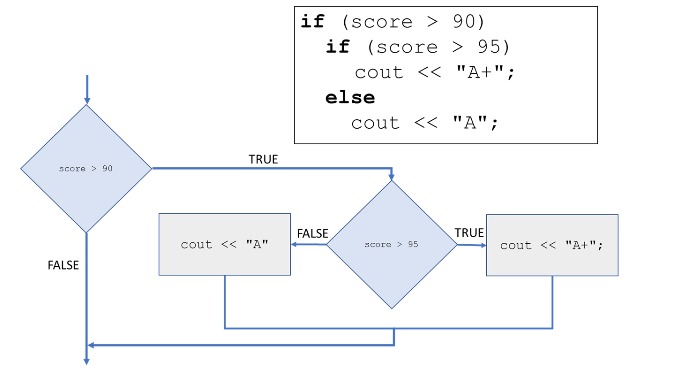 if (score > 90)
if (score > 95)
cout << "A+";
else
cout << "A";
score > 90
TRUE
FALSE
cout << "A"
FALSE
score > 95
TRUE
cout << "A+";